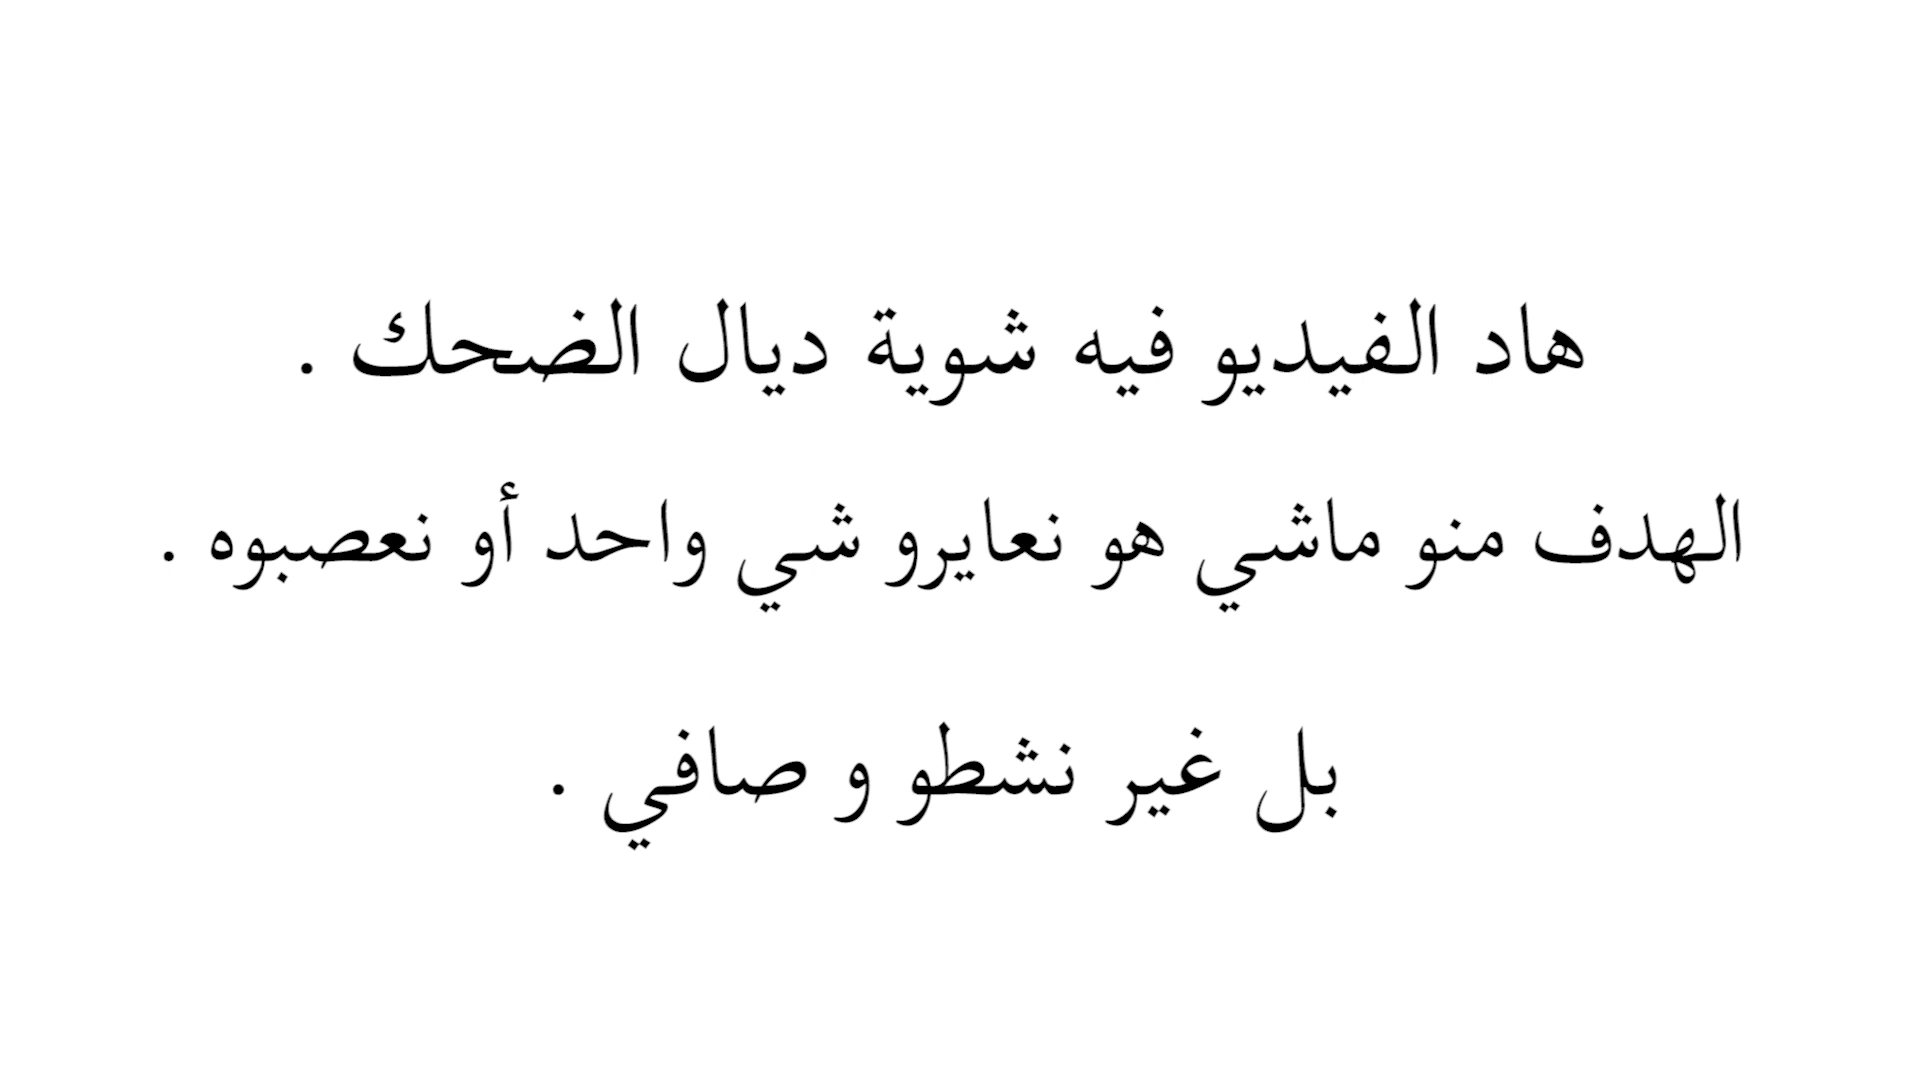 هاد الفيديو فيه شوية ديال الضحك .
الهدف منو ماشي هو نعايرو شي واحد أو نعصبوه .
بل غير نشطو و صافي .